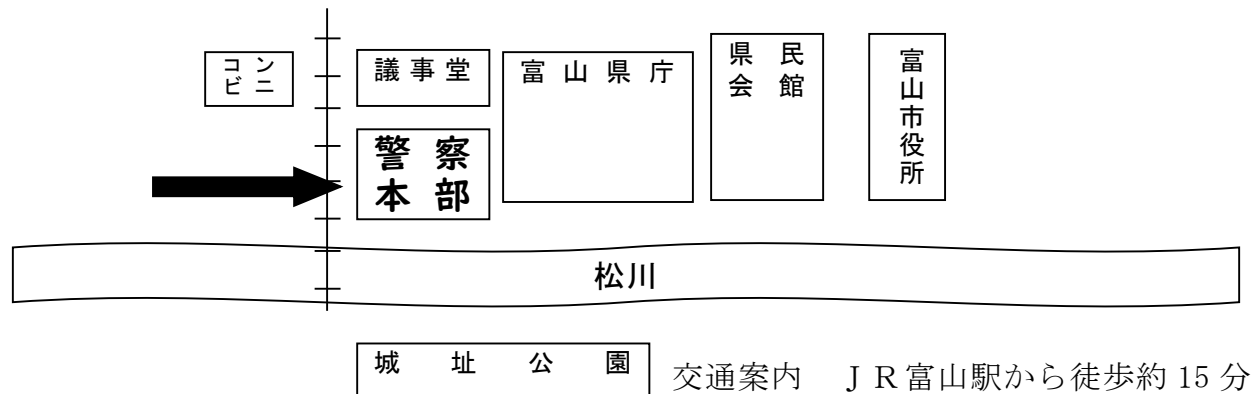 コンビニ
議事堂
富山県庁
県民会館
富山市役所
警察
本部
松川
城址公園
交通案内 ＪＲ富山駅から徒歩約 15 分